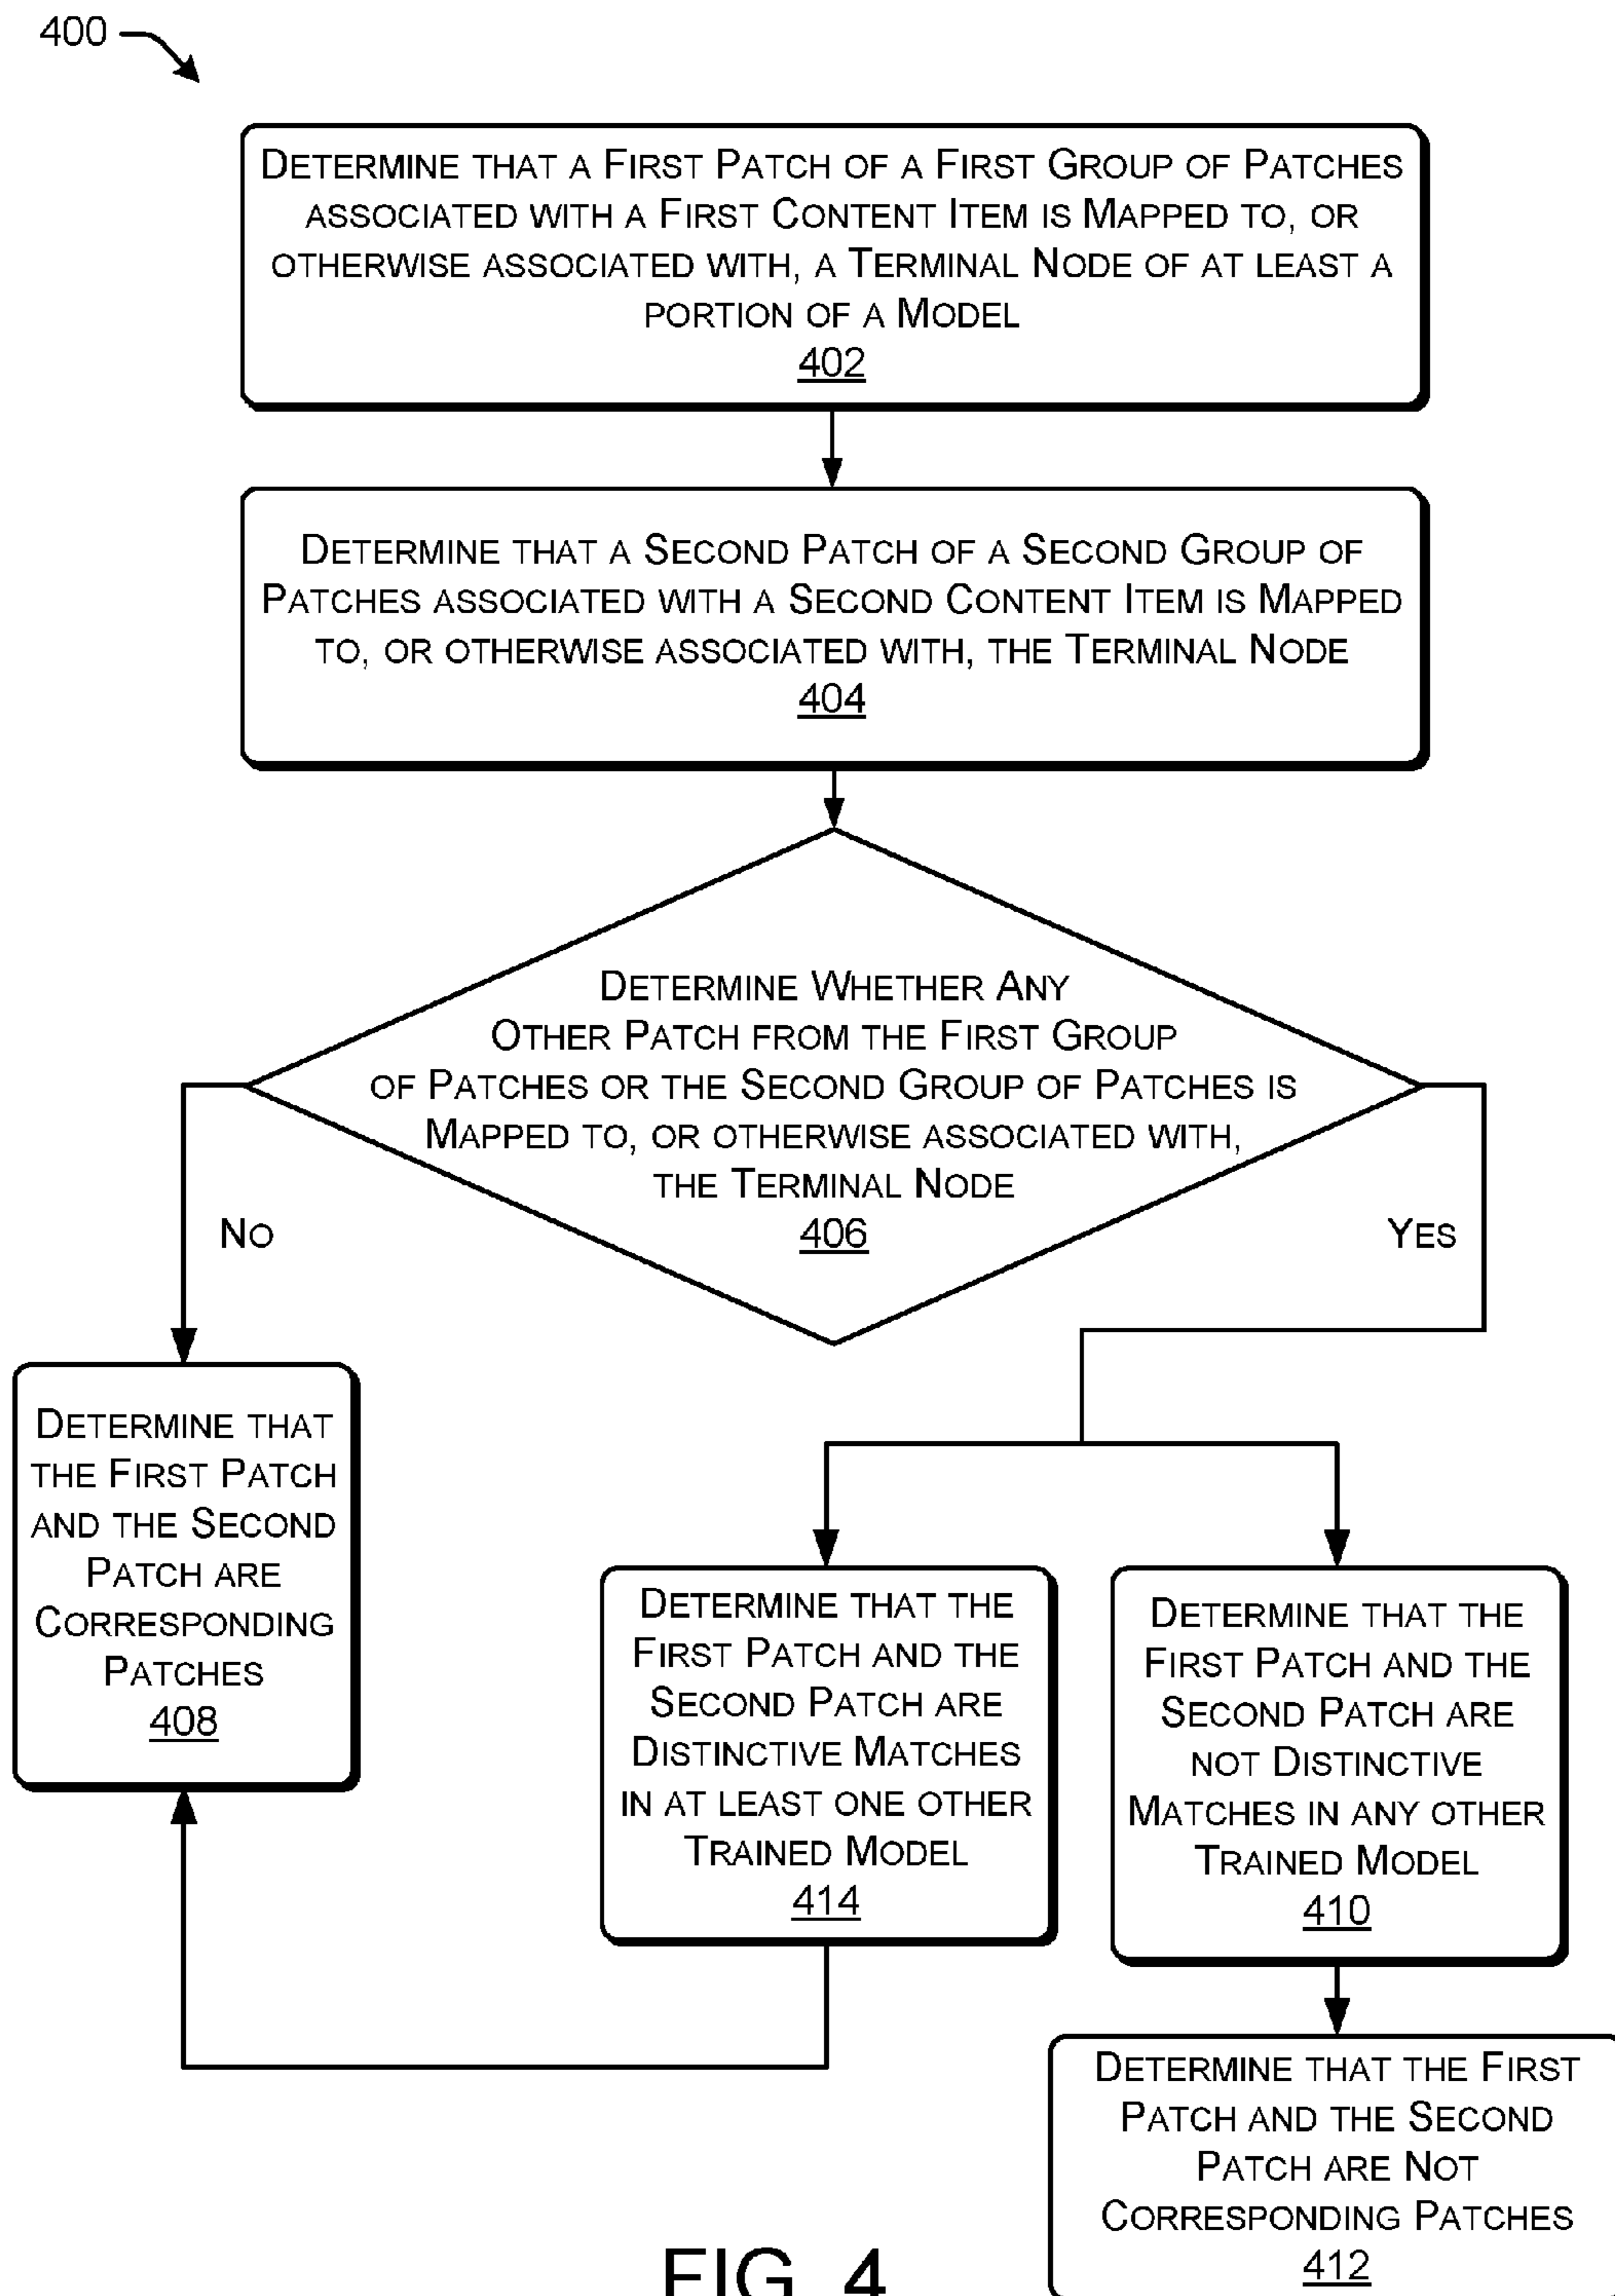 400
DETERMINE THAT A FIRST PATCH OF A FIRST GROUP OF PATCHES
ASSOCIATED WITH A FIRST CONTENT ITEM IS MAPPED TO, OR
OTHERWISE ASSOCIATED WITH, A TERMINAL NODE OF AT LEAST A
PORTION OF A MODEL
402
DETERMINE THAT A SECOND PATCH OF A SECOND GROUP OF
PATCHES ASSOCIATED WITH A SECOND CONTENT ITEM IS MAPPED
TO, OR OTHERWISE ASSOCIATED WITH, THE TERMINAL NODE
404
DETERMINE WHETHER ANY
OTHER PATCH FROM THE FIRST GROUP
OF PATCHES OR THE SECOND GROUP OF PATCHES IS
MAPPED TO, OR OTHERWISE ASSOCIATED WITH,
THE TERMINAL NODE
406
NO
YES
DETERMINE THAT
THE FIRST PATCH
AND THE SECOND
PATCH ARE
CORRESPONDING
PATCHES
408
DETERMINE THAT THE
FIRST PATCH AND THE
SECOND PATCH ARE
DISTINCTIVE MATCHES
IN AT LEAST ONE OTHER
TRAINED MODEL
414
DETERMINE THAT THE
FIRST PATCH AND THE
SECOND PATCH ARE
NOT DISTINCTIVE
MATCHES IN ANY OTHER
TRAINED MODEL
410
DETERMINE THAT THE FIRST
PATCH AND THE SECOND
PATCH ARE NOT
CORRESPONDING PATCHES
412
FIG. 4